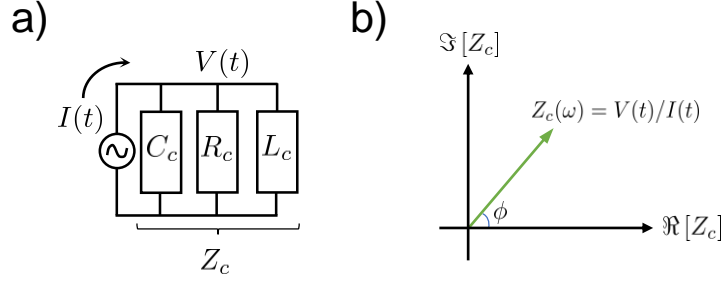 a)
V(t)
I(t)
C_c
R_c
L_c
Z_c
b)
ℑ[Z_c]
Z_c(ω) = V(t)/I(t)
ϕ
ℜ[Z_c]